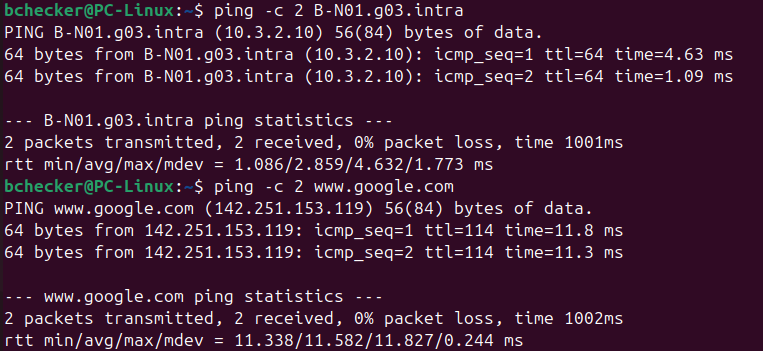 bchecker@PC-Linux:~$ ping -c 2 B-N01.g03.intra
PING B-N01.g03.intra (10.3.2.10) 56(84) bytes of data.
64 bytes from B-N01.g03.intra (10.3.2.10): icmp_seq=1 ttl=64 time=4.63 ms
64 bytes from B-N01.g03.intra (10.3.2.10): icmp_seq=2 ttl=64 time=1.09 ms

--- B-N01.g03.intra ping statistics ---
2 packets transmitted, 2 received, 0% packet loss, time 1001ms
rtt min/avg/max/mdev = 1.086/2.859/4.632/1.773 ms
bchecker@PC-Linux:~$ ping -c 2 www.google.com
PING www.google.com (142.251.153.119) 56(84) bytes of data.
64 bytes from 142.251.153.119: icmp_seq=1 ttl=114 time=11.8 ms
64 bytes from 142.251.153.119: icmp_seq=2 ttl=114 time=11.3 ms

--- www.google.com ping statistics ---
2 packets transmitted, 2 received, 0% packet loss, time 1002ms
rtt min/avg/max/mdev = 11.338/11.582/11.827/0.244 ms